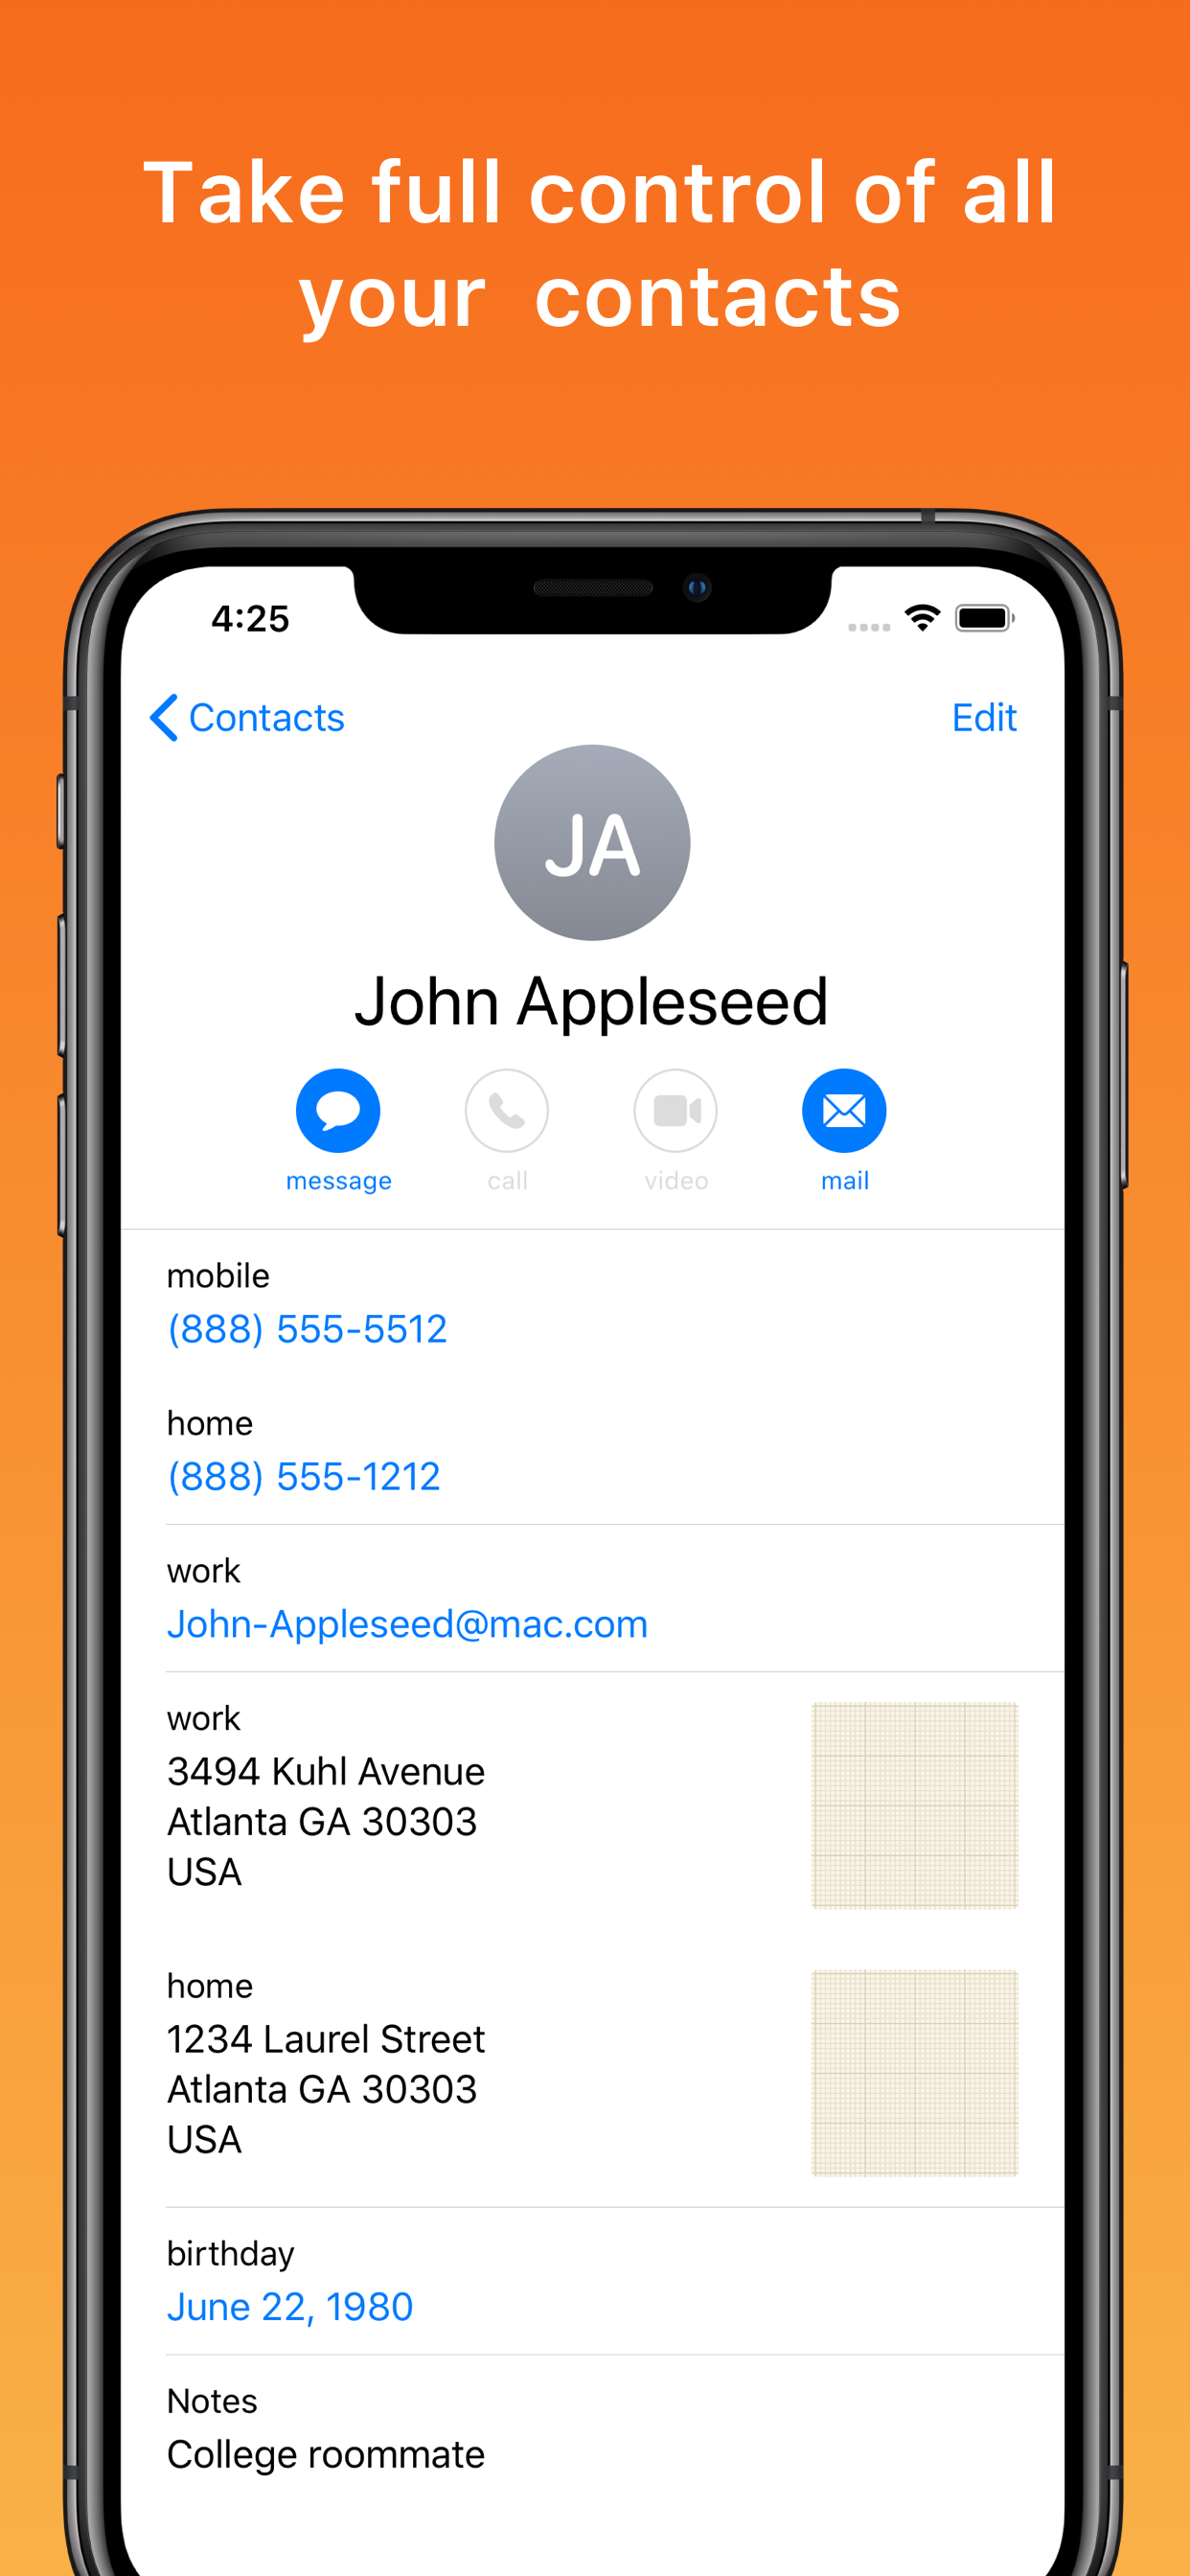 Take full control of all
your  contacts
4:25
Contacts
Edit
JA
John Appleseed
message
call
video
mail
mobile
(888) 555-5512
home
(888) 555-1212
work
John-Appleseed@mac.com
work
3494 Kuhl Avenue
Atlanta GA 30303
USA
home
1234 Laurel Street
Atlanta GA 30303
USA
birthday
June 22, 1980
Notes
College roommate